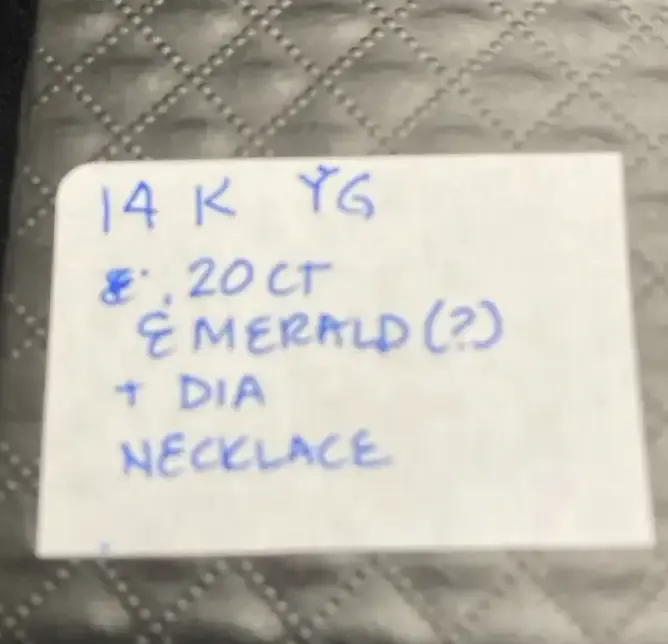 14 K YG
.20 CT
EMERALD (?)
+ DIA
NECKLACE